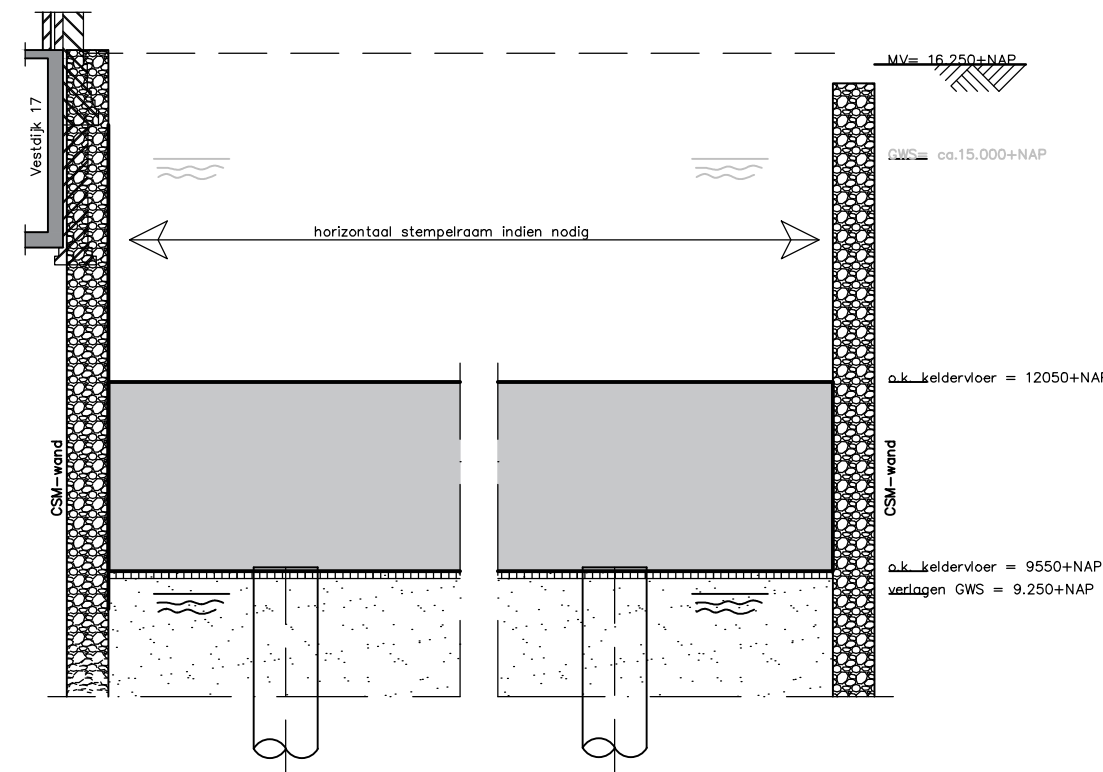 MV= 16.250+NAP
Vestdijk 17
GWS= ca.15.000+NAP
horizontaal stempelraam indien nodig
o.k. keldervloer = 12050+NAP
CSM-wand
CSM-wand
o.k. keldervloer = 9550+NAP
verlagen GWS = 9.250+NAP